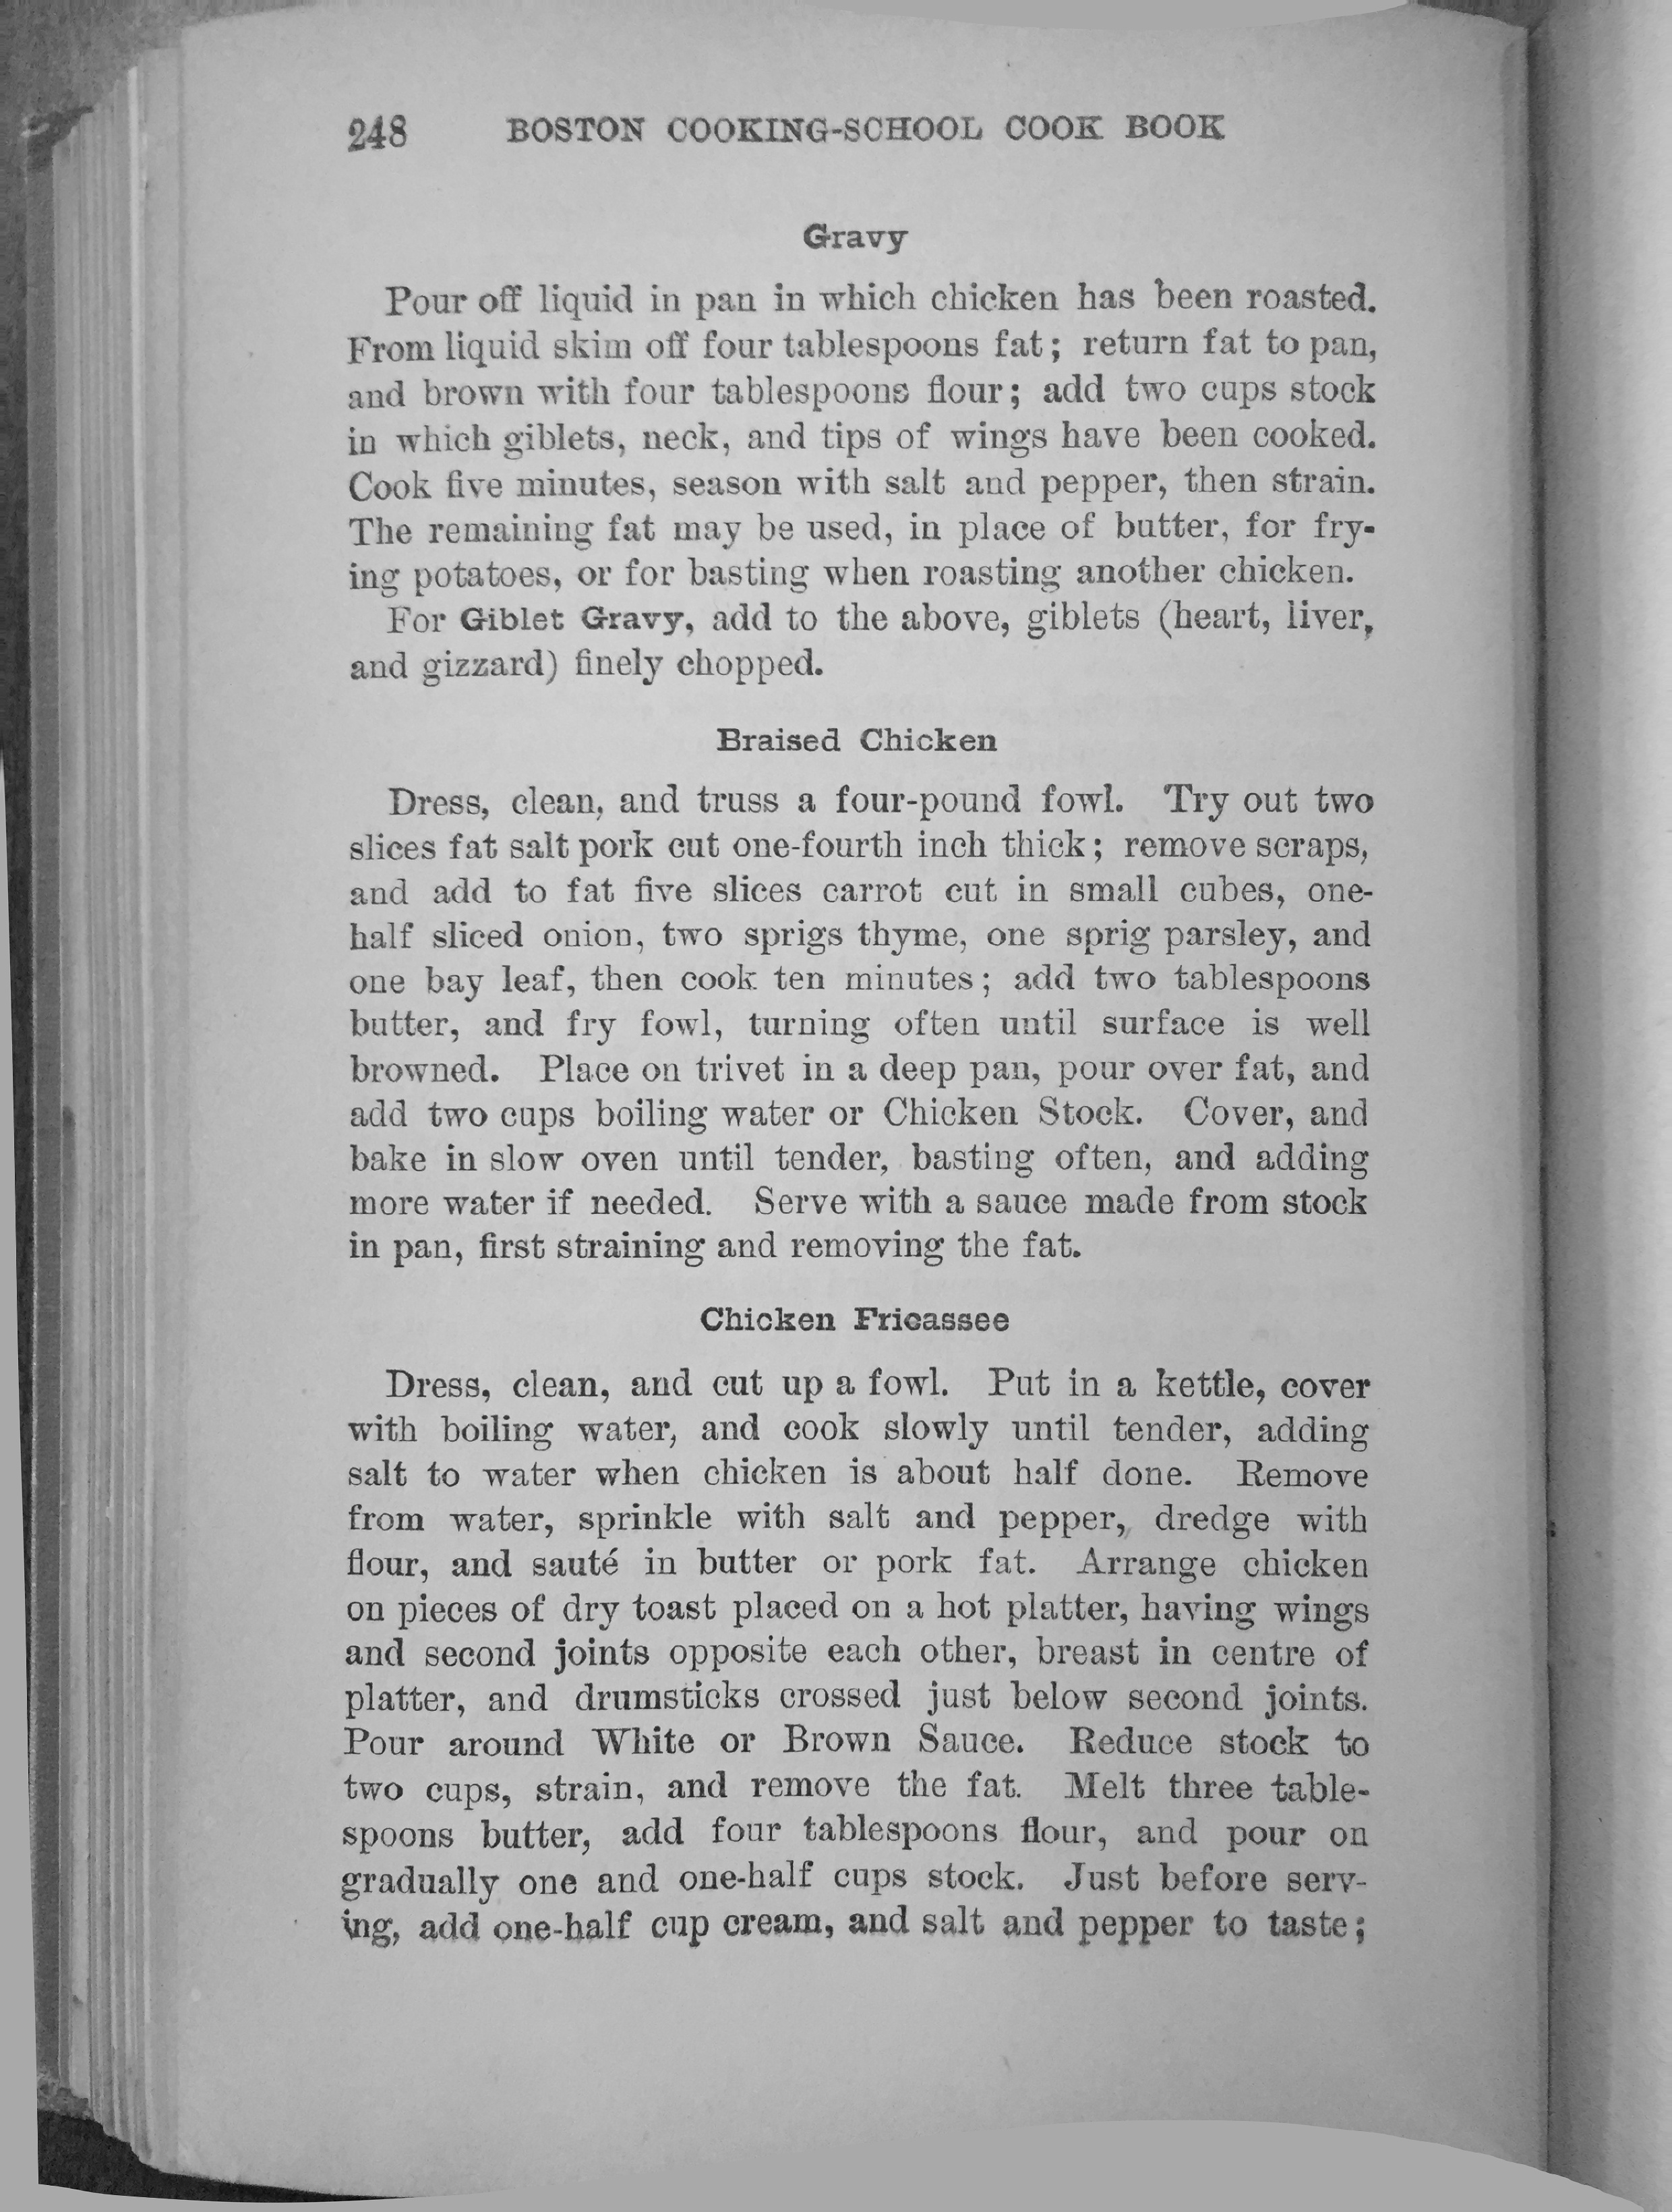 248 BOSTON COOKING-SCHOOL COOK BOOK
Gravy
Pour off liquid in pan in which chicken has been roasted.
From liquid skim off four tablespoons fat; return fat to pan,
and brown with four tablespoons flour; add two cups stock
in which giblets, neck, and tips of wings have been cooked.
Cook five minutes, season with salt and pepper, then strain.
The remaining fat may be used, in place of butter, for fry-
ing potatoes, or for basting when roasting another chicken.
For Giblet Gravy, add to the above, giblets (heart, liver,
and gizzard) finely chopped.
Braised Chicken
Dress, clean, and truss a four-pound fowl. Try out two
slices fat salt pork cut one-fourth inch thick; remove scraps,
and add to fat five slices carrot cut in small cubes, one-
half sliced onion, two sprigs thyme, one sprig parsley, and
one bay leaf, then cook ten minutes; add two tablespoons
butter, and fry fowl, turning often until surface is well
browned. Place on trivet in a deep pan, pour over fat, and
add two cups boiling water or Chicken Stock. Cover, and
bake in slow oven until tender, basting often, and adding
more water if needed. Serve with a sauce made from stock
in pan, first straining and removing the fat.
Chicken Fricassee
Dress, clean, and cut up a fowl. Put in a kettle, cover
with boiling water, and cook slowly until tender, adding
salt to water when chicken is about half done. Remove
from water, sprinkle with salt and pepper, dredge with
flour, and sauté in butter or pork fat. Arrange chicken
on pieces of dry toast placed on a hot platter, having wings
and second joints opposite each other, breast in centre of
platter, and drumsticks crossed just below second joints.
Pour around White or Brown Sauce. Reduce stock to
two cups, strain, and remove the fat. Melt three table-
spoons butter, add four tablespoons flour, and pour on
gradually one and one-half cups stock. Just before serv-
ing, add one-half cup cream, and salt and pepper to taste;